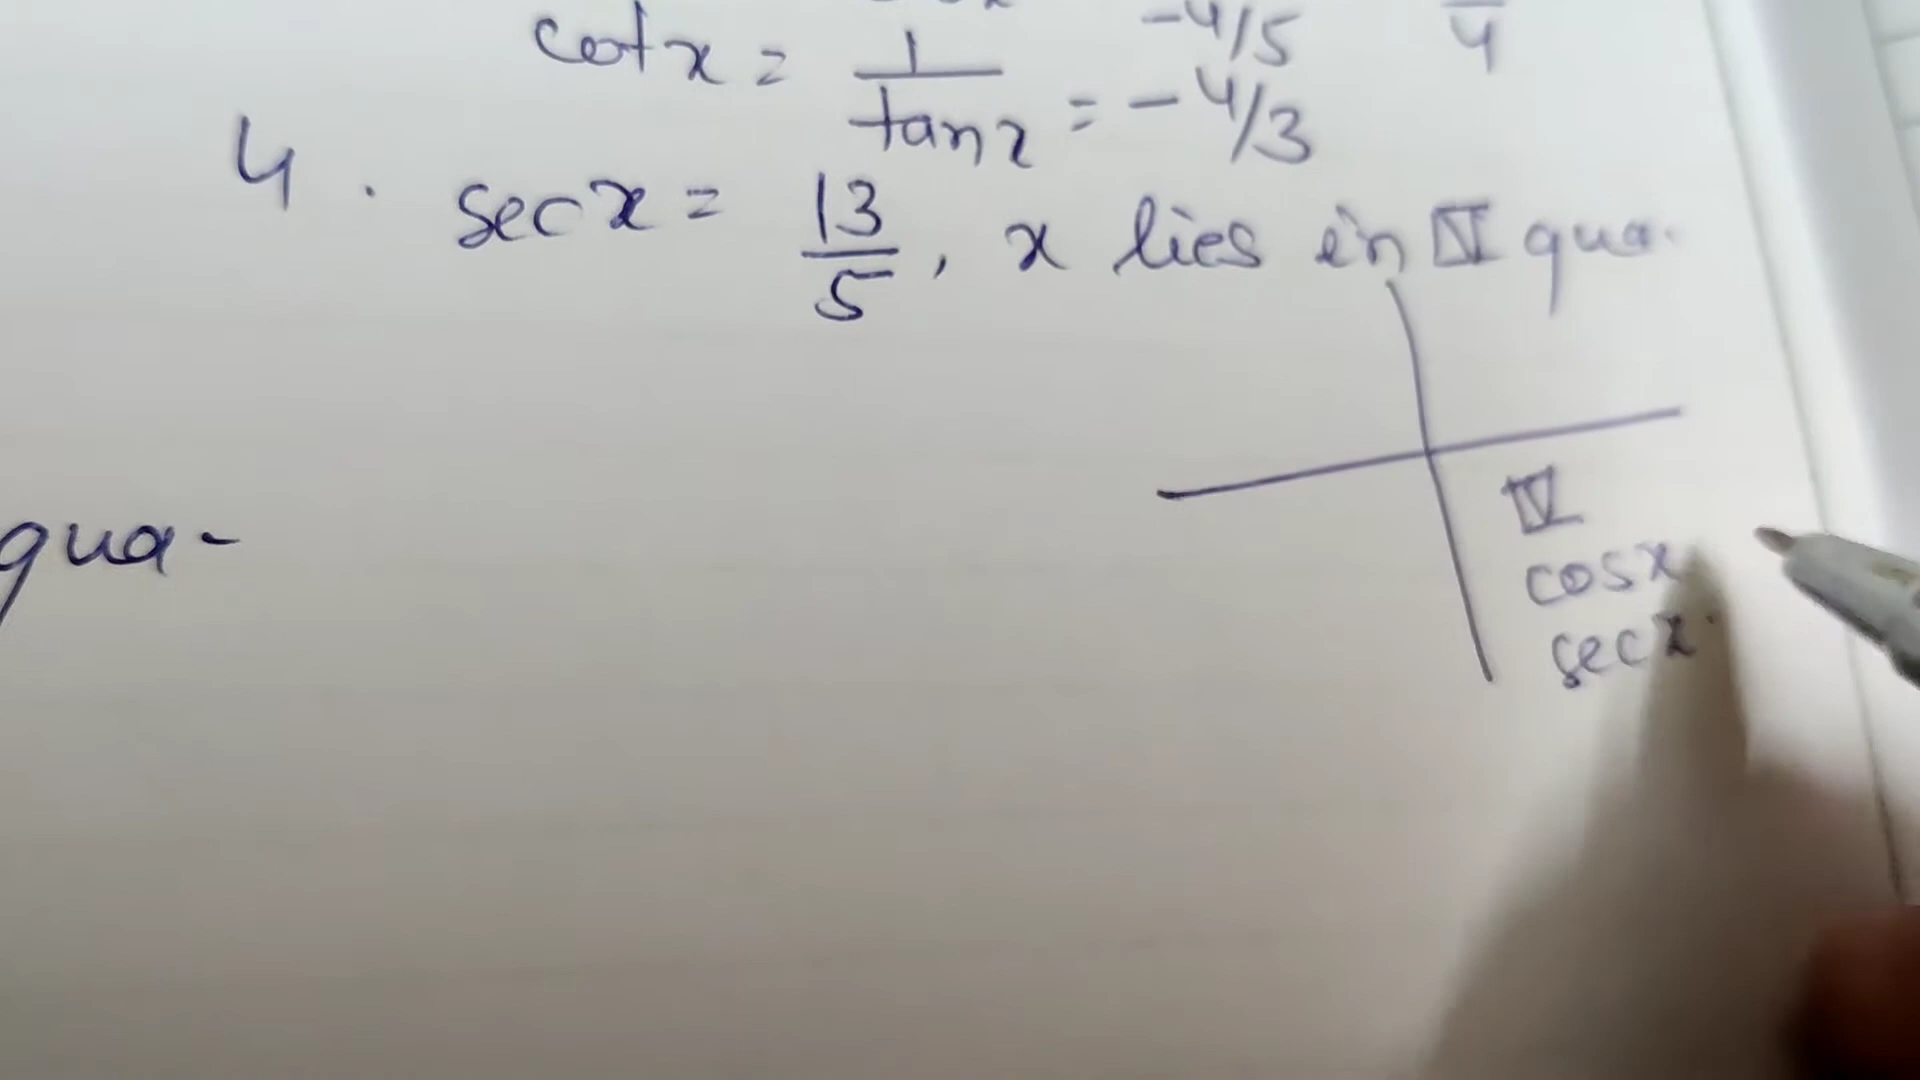 -4/5 4
cot x = 1/tan x = -4/3
4. sec x = 13/5, x lies in IV qua.
IV
cos x
sec x
qua-